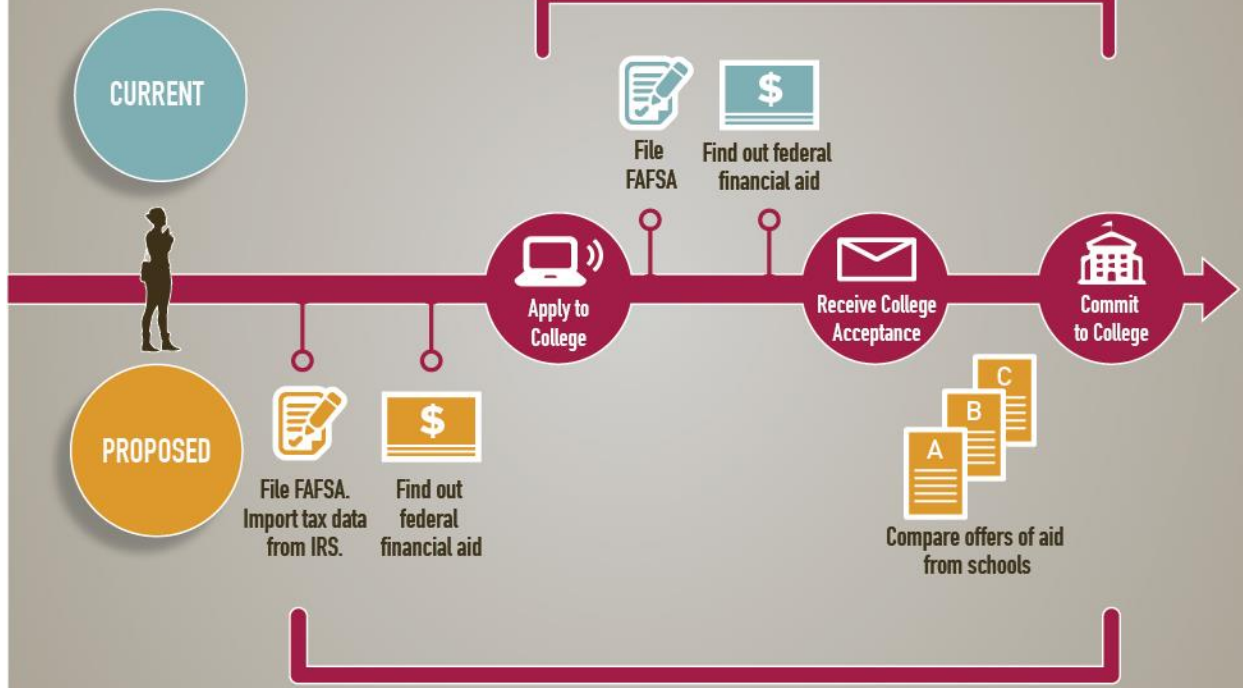 CURRENT
$
File
FAFSA
Find out federal
financial aid
Apply to
College
Receive College
Acceptance
Commit
to College
PROPOSED
$
File FAFSA.
Import tax data
from IRS.
Find out
federal
financial aid
A
B
C
Compare offers of aid
from schools